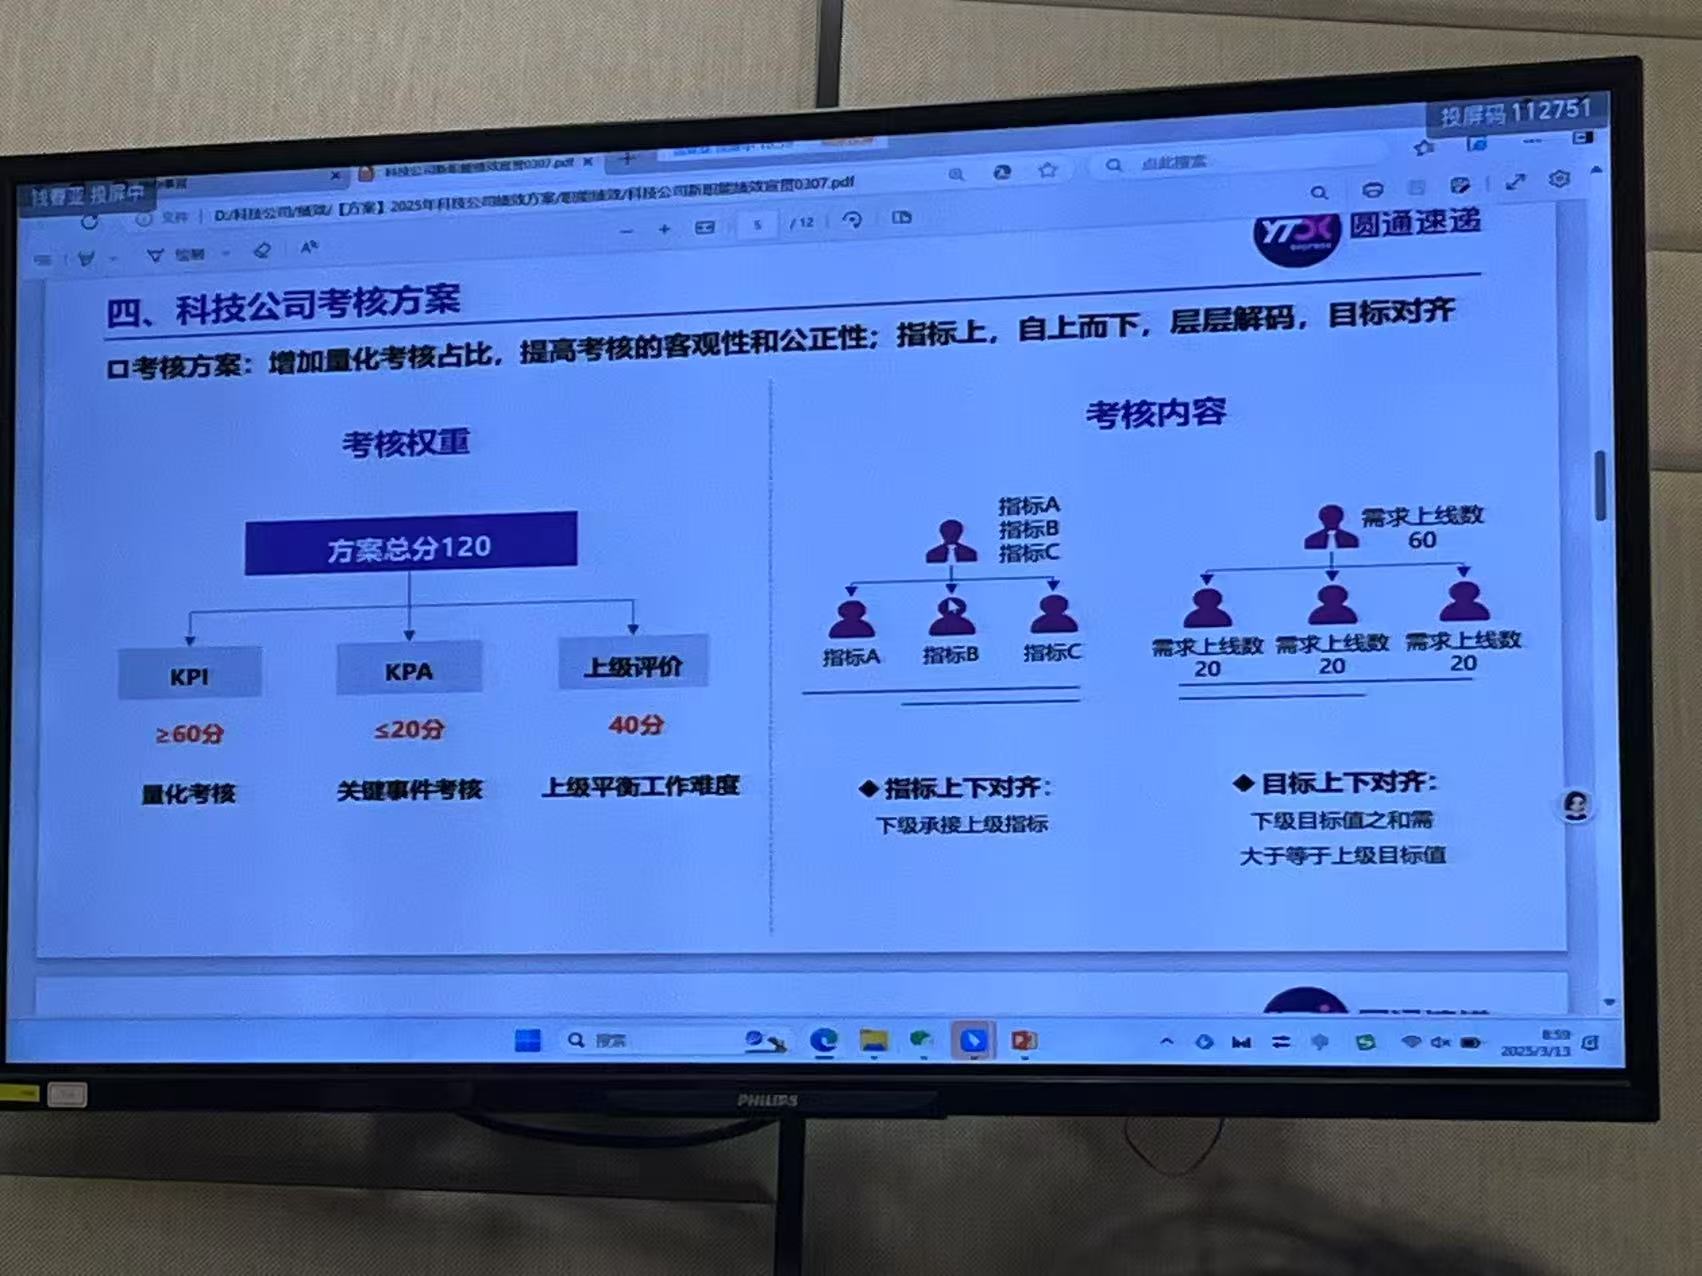 投屏码 112751
钱春亚 投屏中
科技公司新职能绩效宣贯0307.pdf
文件
D:/科技公司/绩效/【方案】2025年科技公司绩效方案/职能绩效/科技公司新职能绩效宣贯0307.pdf
点此搜索
绘制
5 / 12
YTO express 圆通速递
四、科技公司考核方案
口考核方案：增加量化考核占比，提高考核的客观性和公正性；指标上，自上而下，层层解码，目标对齐
考核权重
方案总分120
KPI
KPA
上级评价
≥60分
≤20分
40分
量化考核
关键事件考核
上级平衡工作难度
考核内容
指标A
指标B
指标C
指标A
指标B
指标C
需求上线数
60
需求上线数
20
需求上线数
20
需求上线数
20
◆指标上下对齐：
下级承接上级指标
◆目标上下对齐：
下级目标值之和需
大于等于上级目标值
搜索
8:59
2025/3/13
PHILIPS